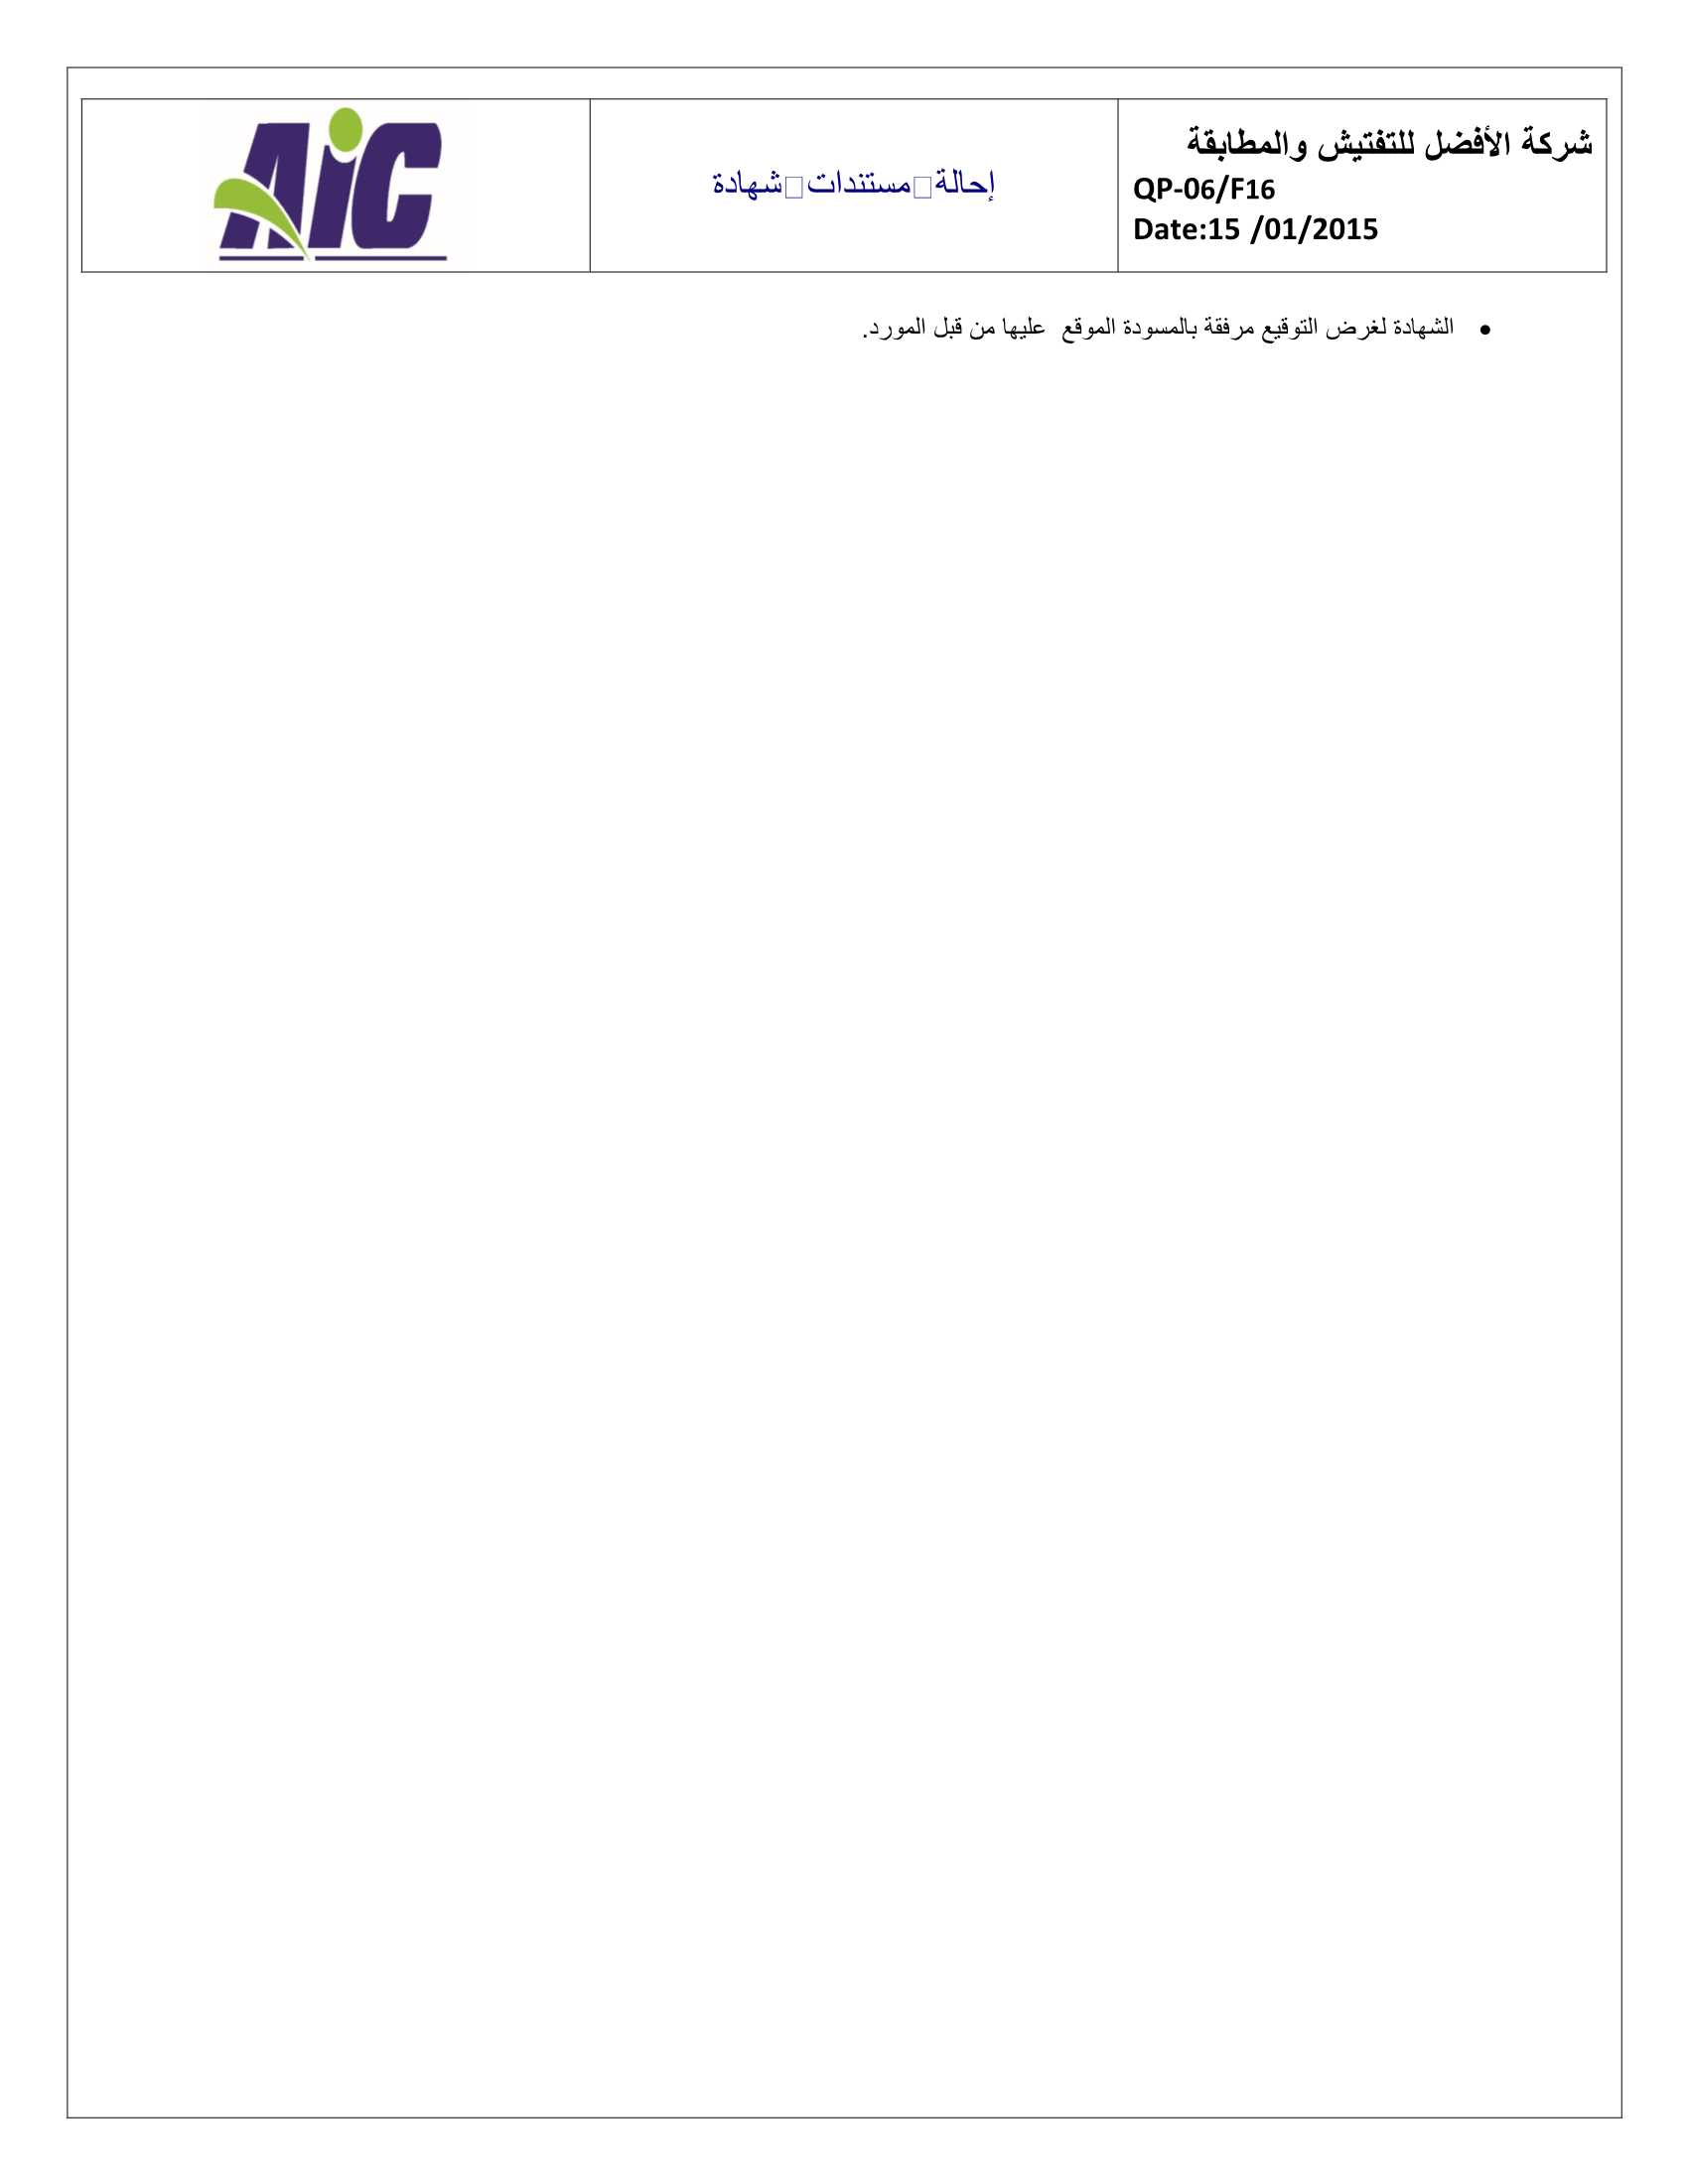 شركة الأفضل للتفتيش والمطابقة
QP-06/F16
Date:15 /01/2015
إحالة مستندات شهادة
AiC
• الشهادة لغرض التوقيع مرفقة بالمسودة الموقع عليها من قبل المورد.